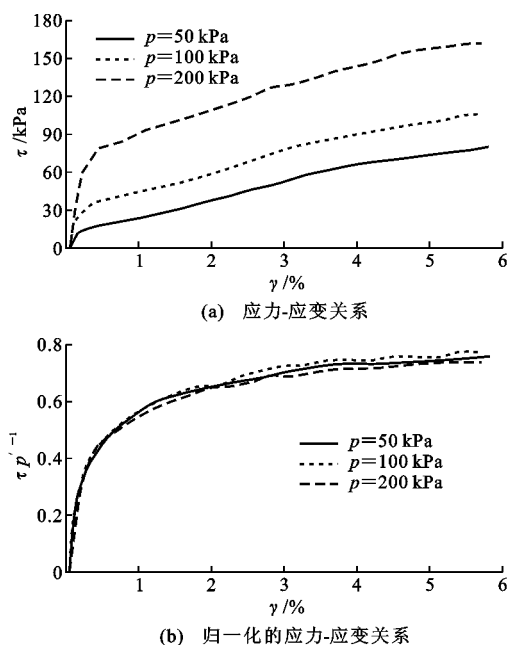 180
150
120
90
60
30
0
τ /kPa
p=50 kPa
p=100 kPa
p=200 kPa
1 2 3 4 5 6
γ /%
(a) 应力-应变关系
0.8
0.6
0.4
0.2
0
τ p′ ⁻¹
p=50 kPa
p=100 kPa
p=200 kPa
1 2 3 4 5 6
γ /%
(b) 归一化的应力-应变关系